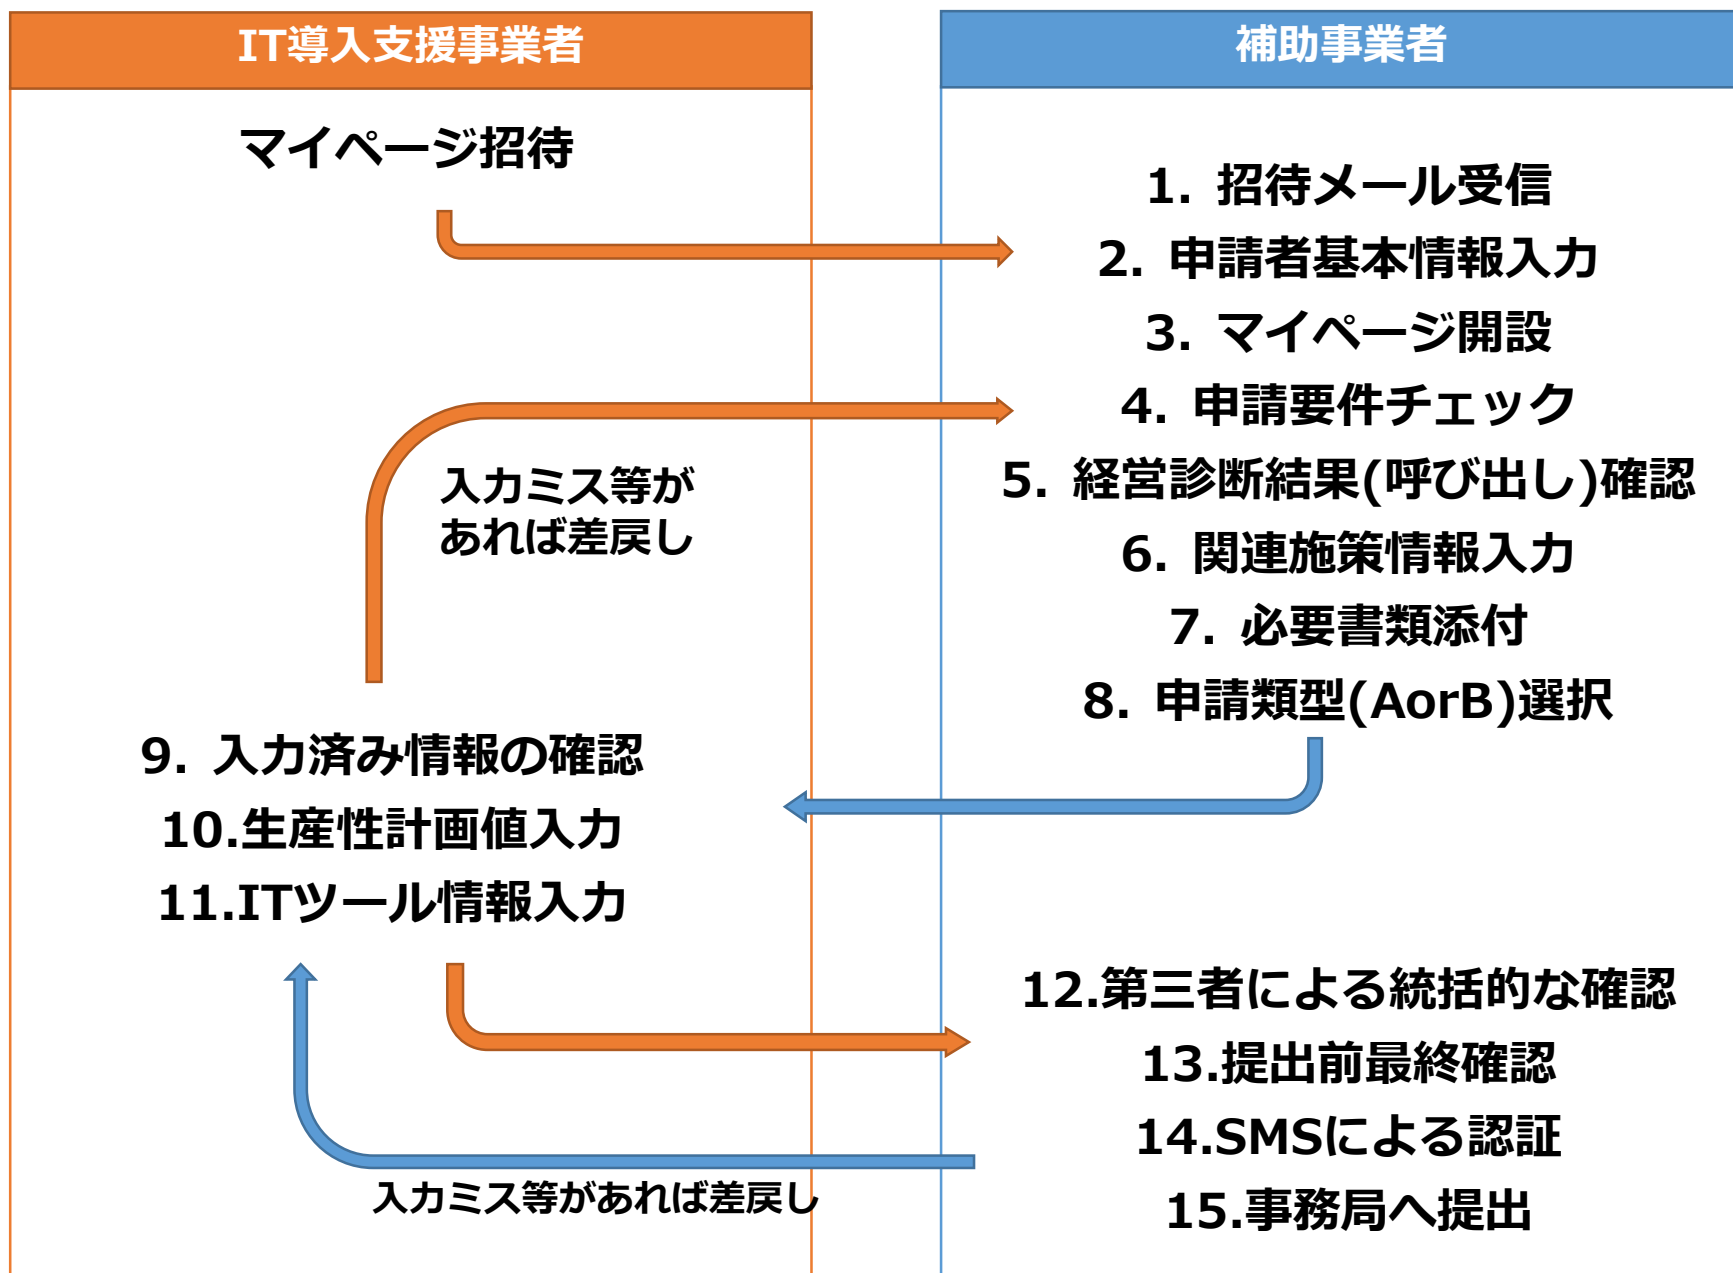 IT導入支援事業者
補助事業者
マイページ招待
1. 招待メール受信
2. 申請者基本情報入力
3. マイページ開設
4. 申請要件チェック
5. 経営診断結果(呼び出し)確認
6. 関連施策情報入力
7. 必要書類添付
8. 申請類型(AorB)選択
入力ミス等が
あれば差戻し
9. 入力済み情報の確認
10.生産性計画値入力
11.ITツール情報入力
12.第三者による統括的な確認
13.提出前最終確認
14.SMSによる認証
15.事務局へ提出
入力ミス等があれば差戻し